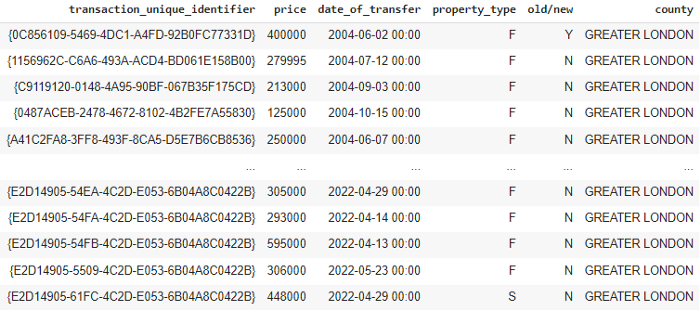 transaction_unique_identifier price date_of_transfer property_type old/new county
{0C856109-5469-4DC1-A4FD-92B0FC77331D} 400000 2004-06-02 00:00 F Y GREATER LONDON
{1156962C-C6A6-493A-ACD4-BD061E158B00} 279995 2004-07-12 00:00 F N GREATER LONDON
{C9119120-0148-4A95-90BF-067B35F175CD} 213000 2004-09-03 00:00 F N GREATER LONDON
{0487ACEB-2478-4672-8102-4B2FE7A55830} 125000 2004-10-15 00:00 F N GREATER LONDON
{A41C2FA8-3FF8-493F-8CA5-D5E7B6CB8536} 250000 2004-06-07 00:00 F N GREATER LONDON
... ... ... ... ... ...
{E2D14905-54EA-4C2D-E053-6B04A8C0422B} 305000 2022-04-29 00:00 F N GREATER LONDON
{E2D14905-54FA-4C2D-E053-6B04A8C0422B} 293000 2022-04-14 00:00 F N GREATER LONDON
{E2D14905-54FB-4C2D-E053-6B04A8C0422B} 595000 2022-04-13 00:00 F N GREATER LONDON
{E2D14905-5509-4C2D-E053-6B04A8C0422B} 306000 2022-05-23 00:00 F N GREATER LONDON
{E2D14905-61FC-4C2D-E053-6B04A8C0422B} 448000 2022-04-29 00:00 S N GREATER LONDON